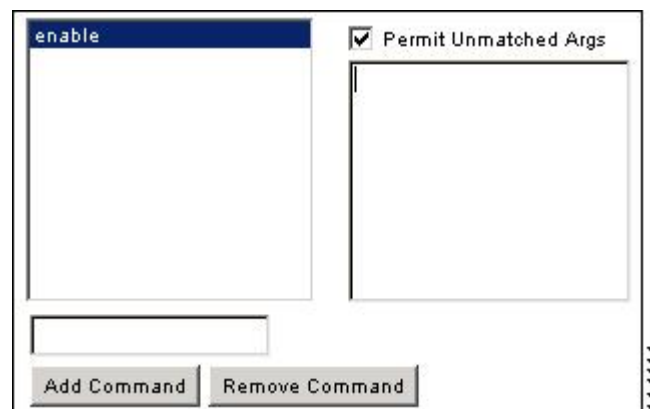 enable
Permit Unmatched Args
Add Command
Remove Command